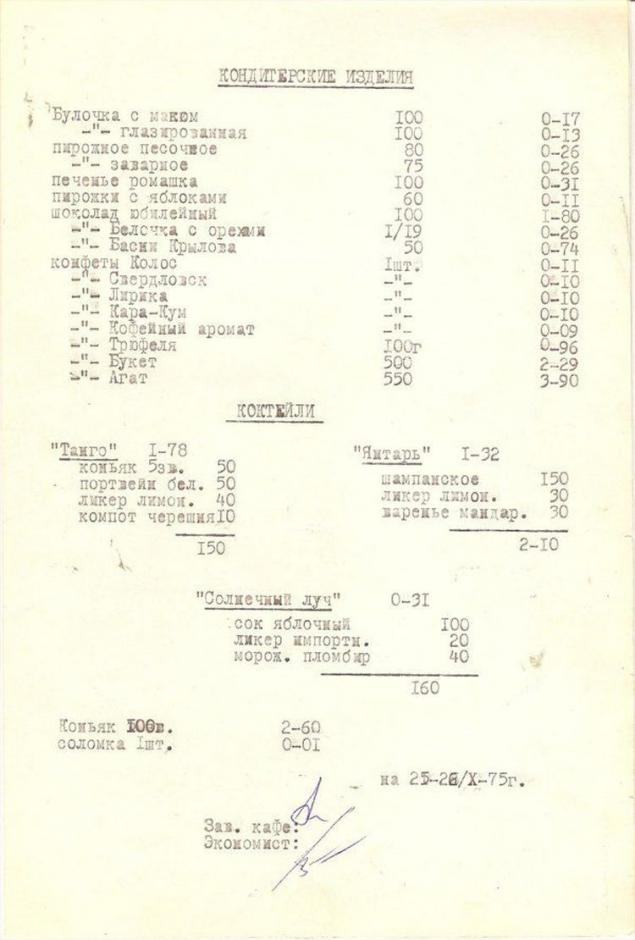 КОНДИТЕРСКИЕ ИЗДЕЛИЯ
Булочка с маком 100 0-17
-"- глазированная 100 0-13
пирожное песочное 80 0-26
-"- заварное 75 0-26
печенье ромашка 100 0-31
пирожки с яблоками 60 0-11
шоколад юбилейный 100 1-80
-"- Белочка с орехами 1/19 0-26
-"- Басни Крылова 50 0-74
конфеты Колос 1шт. 0-11
-"- Свердловск -"- 0-10
-"- Лирика -"- 0-10
-"- Кара-Кум -"- 0-10
-"- Кофейный аромат -"- 0-09
-"- Трюфеля 100г 0-96
-"- Букет 500 2-29
-"- Агат 550 3-90
КОКТЕЙЛИ
"Танго" 1-78
коньяк 5зв. 50
портвейн бел. 50
ликер лимон. 40
компот черешня 10
150
"Янтарь" 1-32
шампанское 150
ликер лимон. 30
варенье мандар. 30
2-10
"Солнечный луч" 0-31
сок яблочный 100
ликер импортн. 20
морож. пломбир 40
160
Коньяк 100г. 2-60
соломка 1шт. 0-01
на 25-26/X-75г.
Зав. кафе:
Экономист: